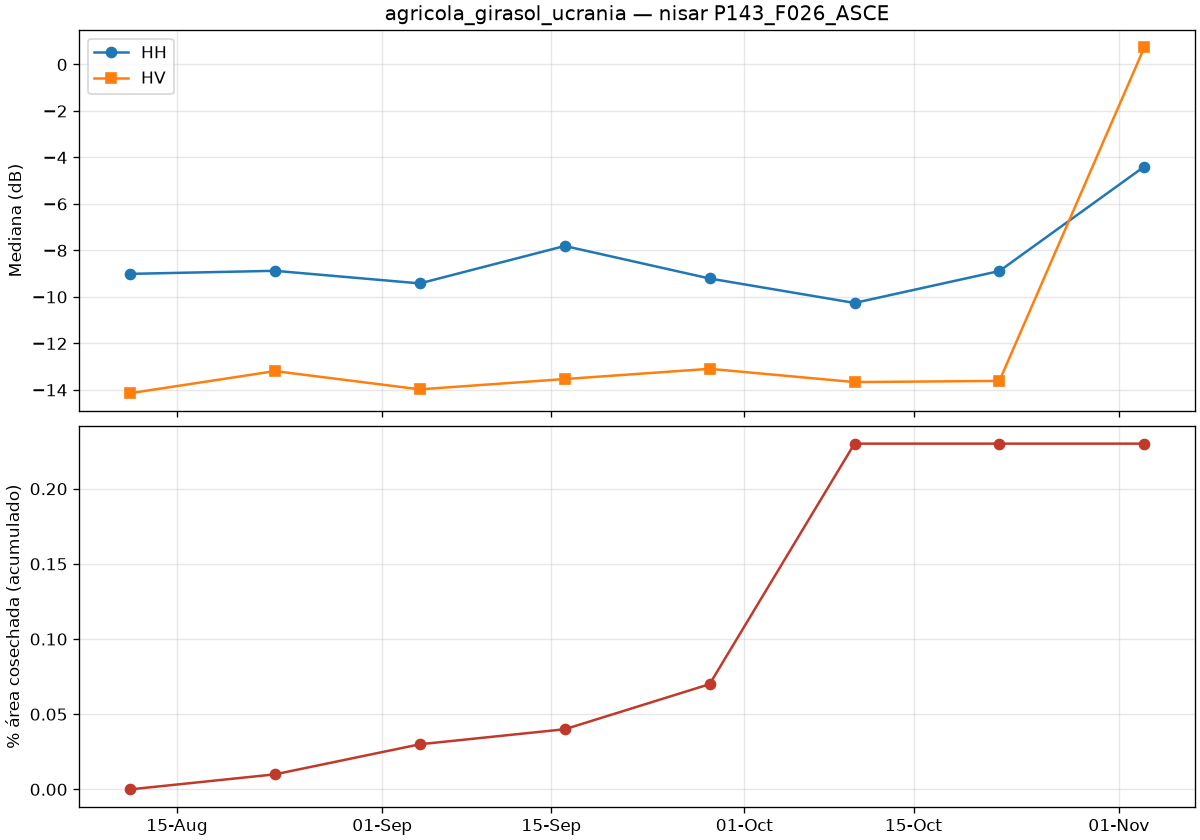 agricola_girasol_ucrania — nisar P143_F026_ASCE
HH
HV
Mediana (dB)
0
−2
−4
−6
−8
−10
−12
−14
% área cosechada (acumulado)
0.20
0.15
0.10
0.05
0.00
15-Aug
01-Sep
15-Sep
01-Oct
15-Oct
01-Nov